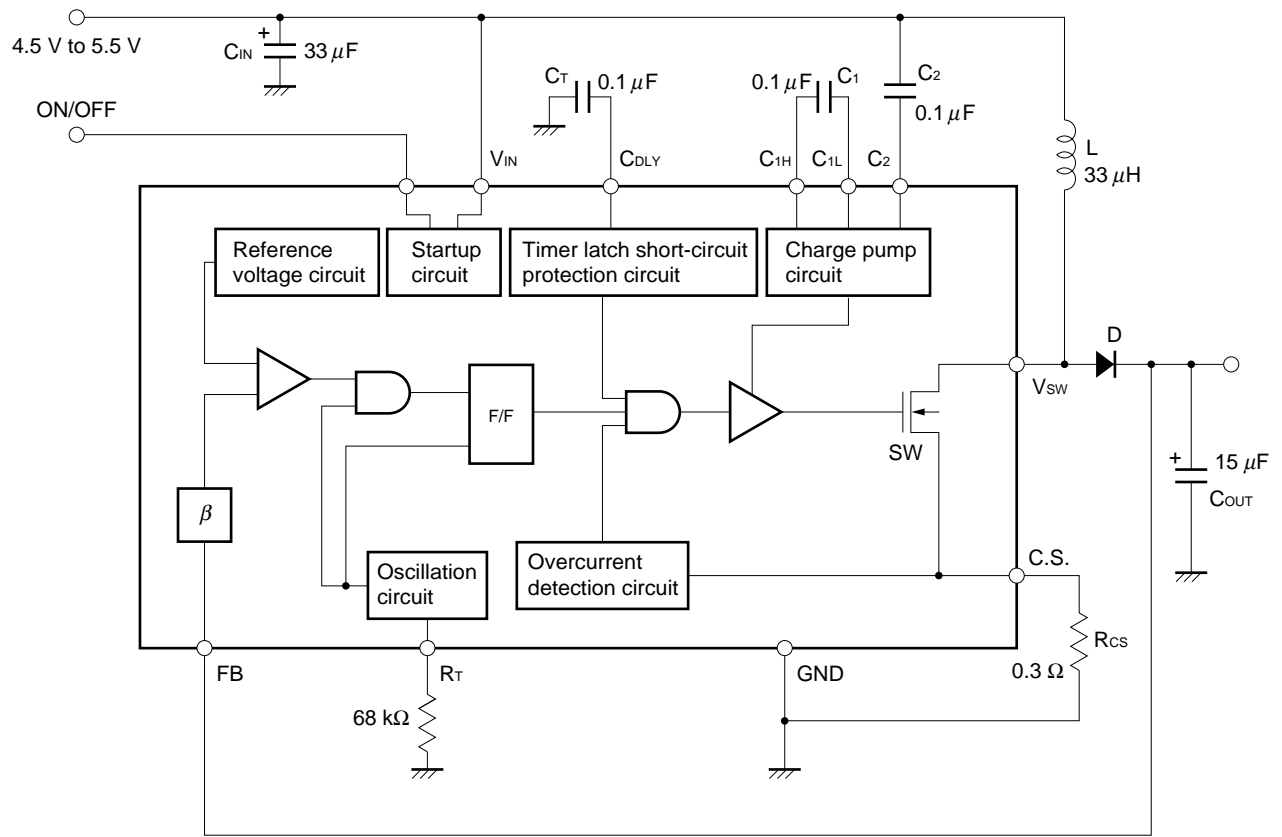 4.5 V to 5.5 V
CIN
+
33 μF
CT
0.1 μF
0.1 μF
C1
C2
0.1 μF
ON/OFF
L
33 μH
VIN
CDLY
C1H
C1L
C2
Reference
voltage circuit
Startup
circuit
Timer latch short-circuit
protection circuit
Charge pump
circuit
D
VSW
F/F
SW
+
15 μF
COUT
β
Oscillation
circuit
Overcurrent
detection circuit
C.S.
RCS
0.3 Ω
FB
RT
GND
68 kΩ